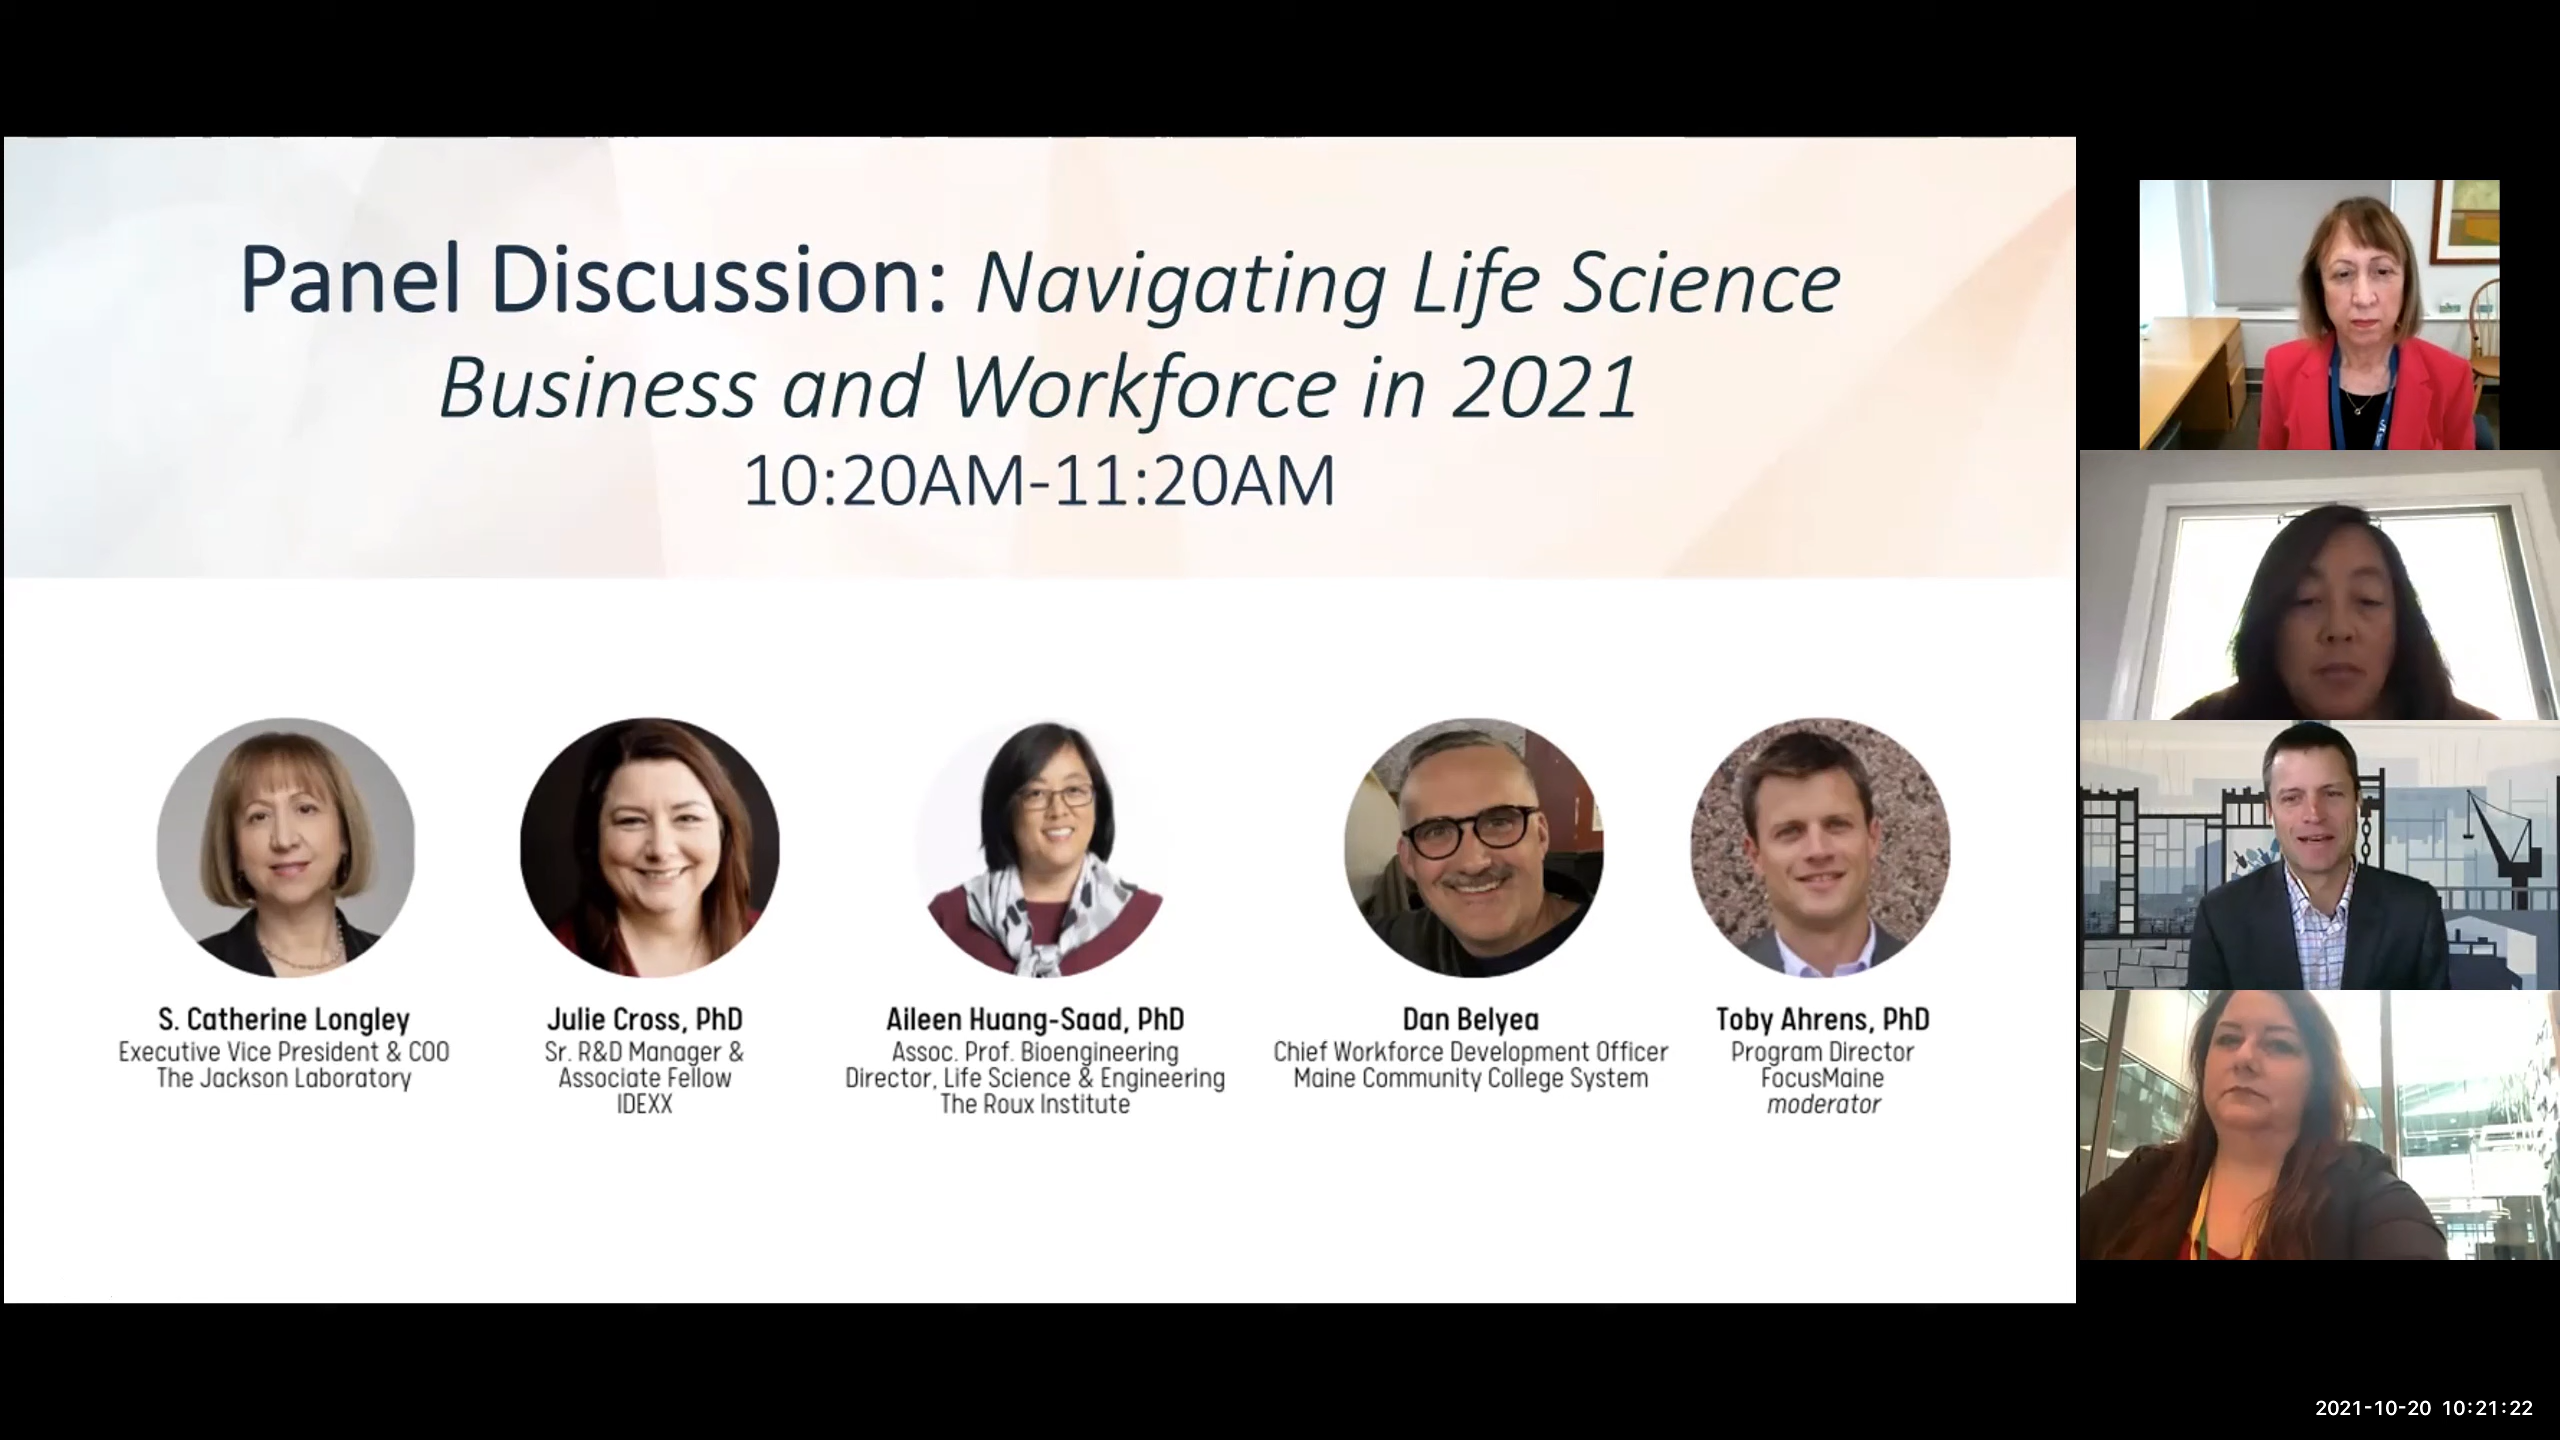 Panel Discussion: Navigating Life Science
Business and Workforce in 2021
10:20AM-11:20AM
S. Catherine Longley
Executive Vice President & COO
The Jackson Laboratory
Julie Cross, PhD
Sr. R&D Manager &
Associate Fellow
IDEXX
Aileen Huang-Saad, PhD
Assoc. Prof. Bioengineering
Director, Life Science & Engineering
The Roux Institute
Dan Belyea
Chief Workforce Development Officer
Maine Community College System
Toby Ahrens, PhD
Program Director
FocusMaine
moderator
2021-10-20 10:21:22